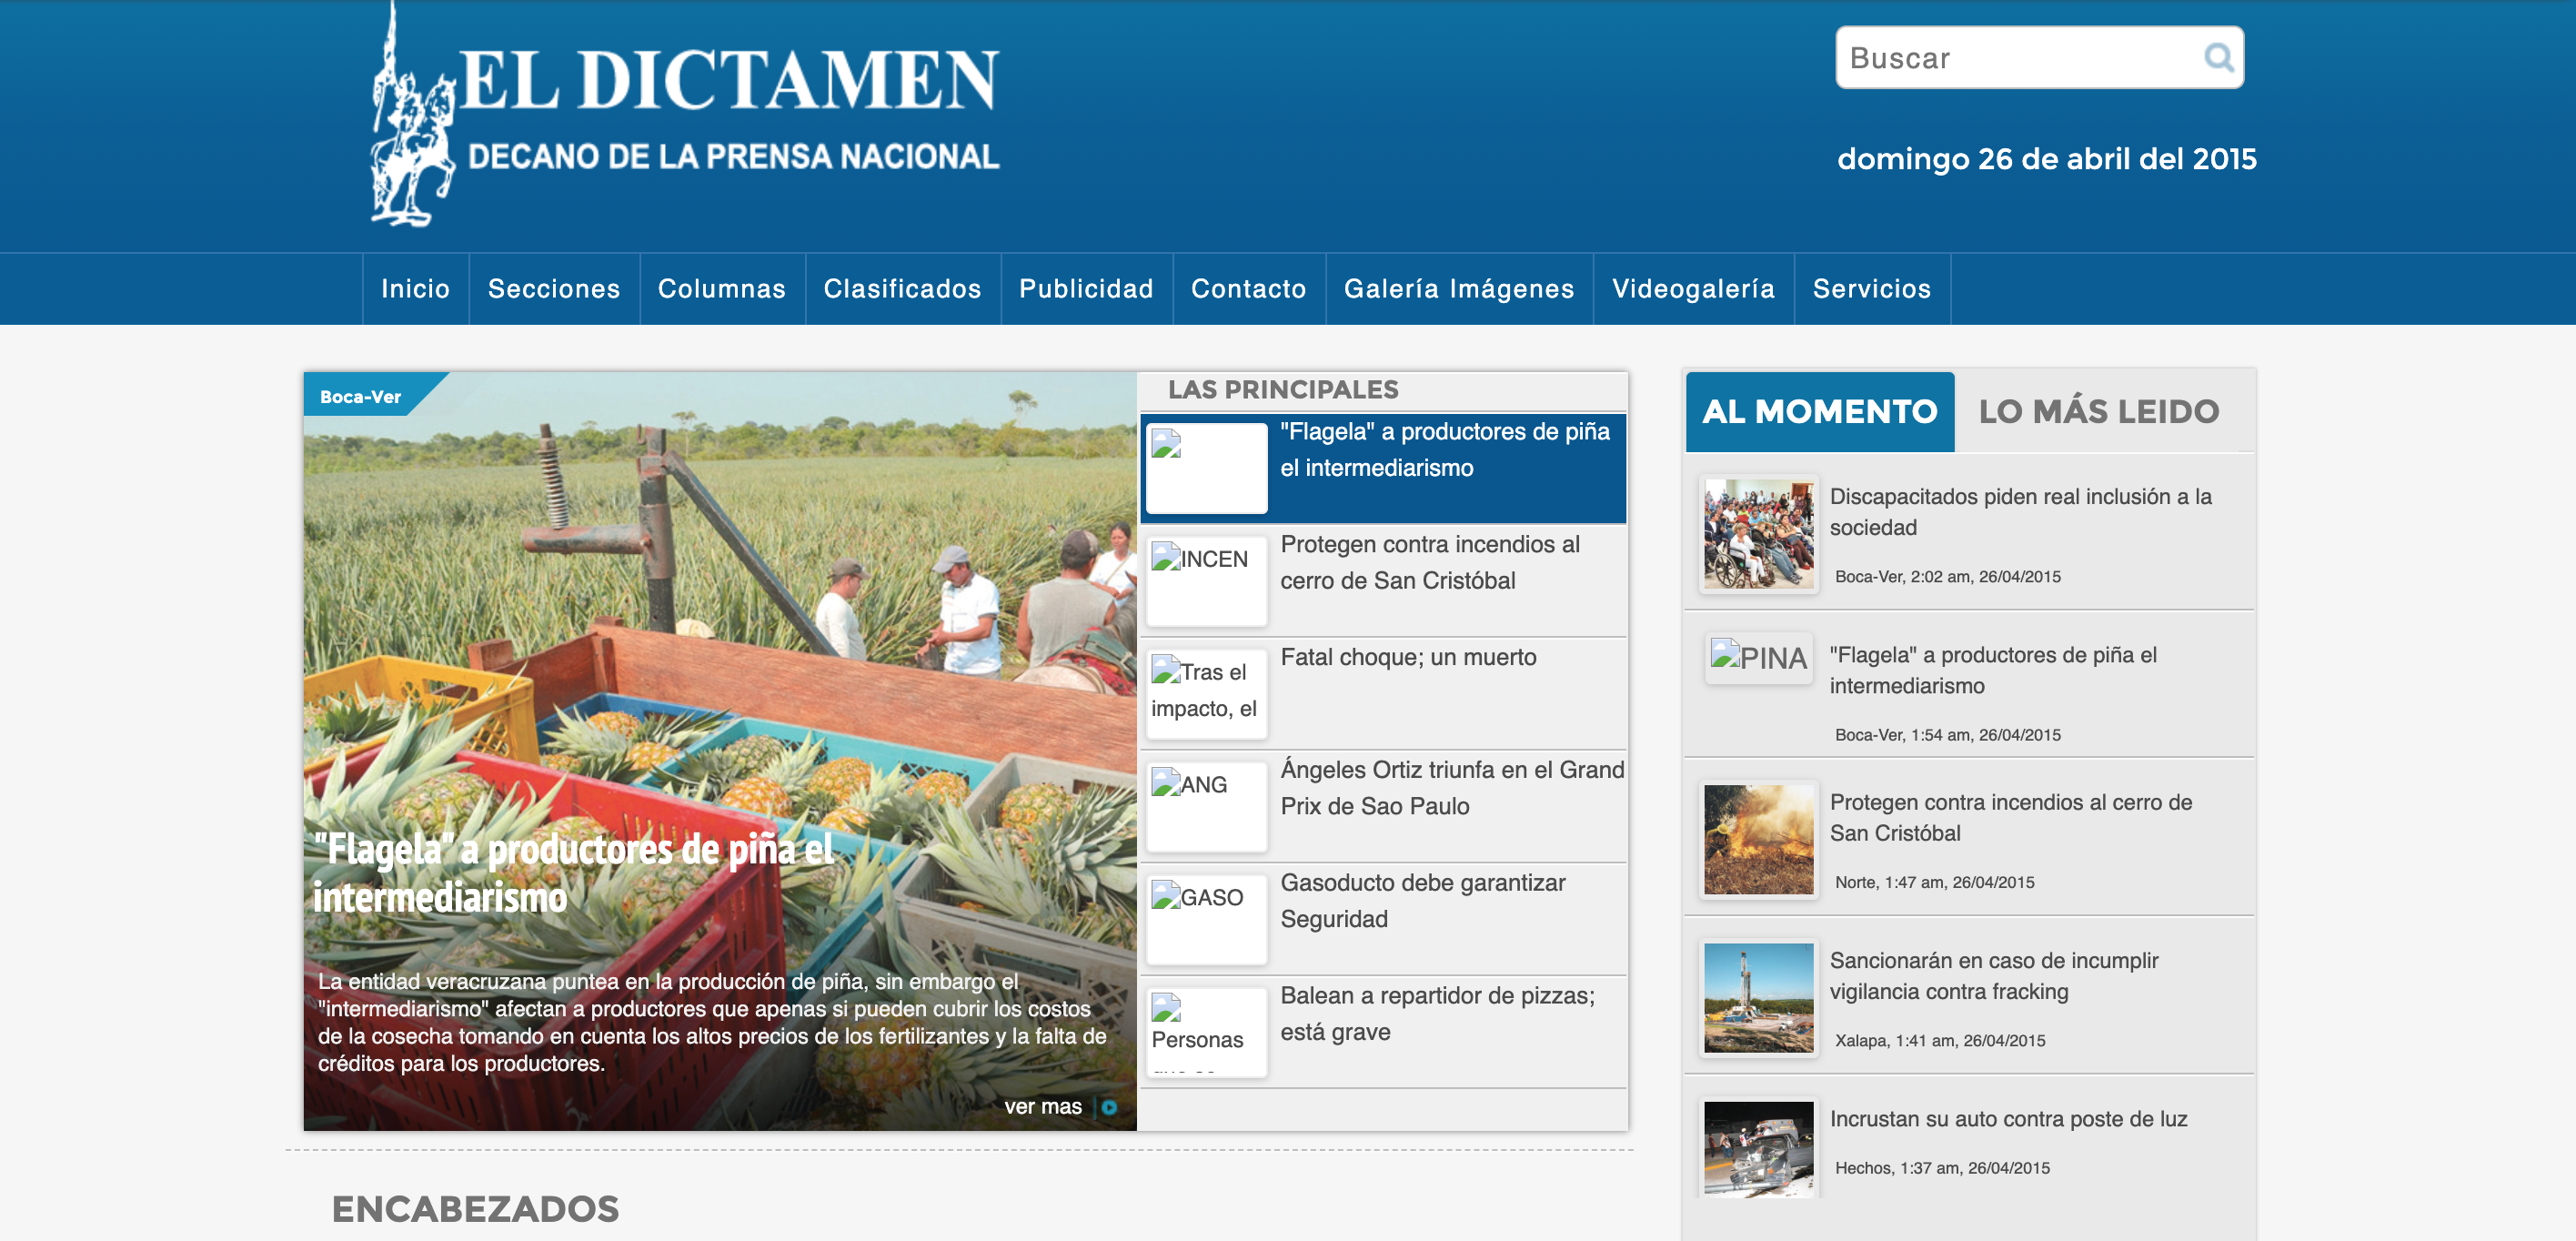 EL DICTAMEN
DECANO DE LA PRENSA NACIONAL
Buscar
domingo 26 de abril del 2015
Inicio
Secciones
Columnas
Clasificados
Publicidad
Contacto
Galería Imágenes
Videogalería
Servicios
Boca-Ver
"Flagela" a productores de piña el
intermediarismo
La entidad veracruzana puntea en la producción de piña, sin embargo el
"intermediarismo" afectan a productores que apenas si pueden cubrir los costos
de la cosecha tomando en cuenta los altos precios de los fertilizantes y la falta de
créditos para los productores.
ver mas
LAS PRINCIPALES
"Flagela" a productores de piña
el intermediarismo
INCEN
Protegen contra incendios al
cerro de San Cristóbal
Tras el
impacto, el
Fatal choque; un muerto
ANG
Ángeles Ortiz triunfa en el Grand
Prix de Sao Paulo
GASO
Gasoducto debe garantizar
Seguridad
Personas
Balean a repartidor de pizzas;
está grave
AL MOMENTO
LO MÁS LEIDO
Discapacitados piden real inclusión a la
sociedad
Boca-Ver, 2:02 am, 26/04/2015
PINA
"Flagela" a productores de piña el
intermediarismo
Boca-Ver, 1:54 am, 26/04/2015
Protegen contra incendios al cerro de
San Cristóbal
Norte, 1:47 am, 26/04/2015
Sancionarán en caso de incumplir
vigilancia contra fracking
Xalapa, 1:41 am, 26/04/2015
Incrustan su auto contra poste de luz
Hechos, 1:37 am, 26/04/2015
ENCABEZADOS